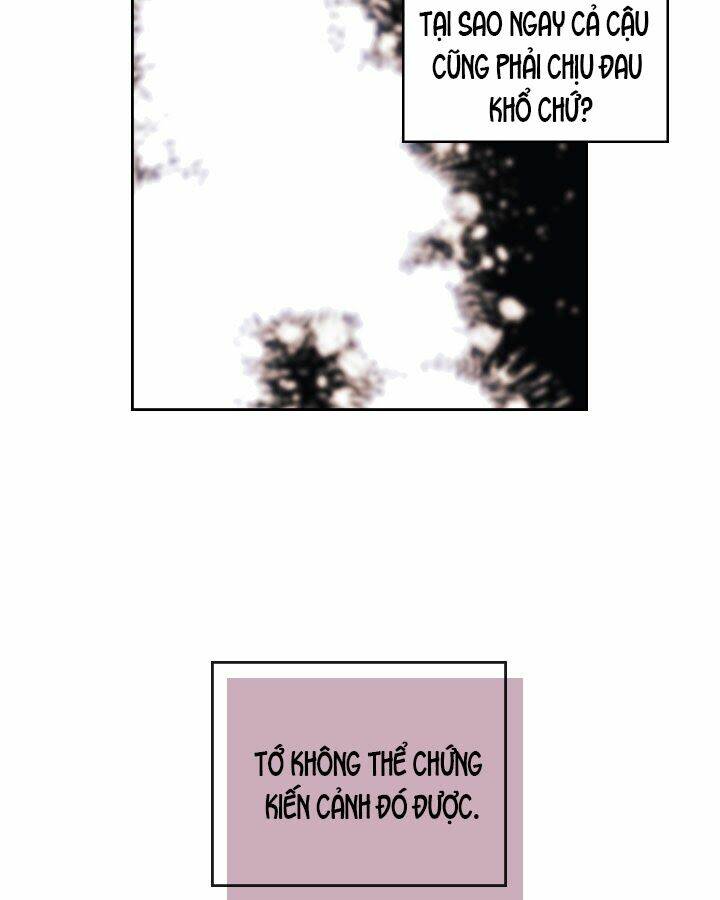 TẠI SAO NGAY CẢ CẬU
CŨNG PHẢI CHỊU ĐAU
KHỔ CHỨ?
TỚ KHÔNG THỂ CHỨNG
KIẾN CẢNH ĐÓ ĐƯỢC.